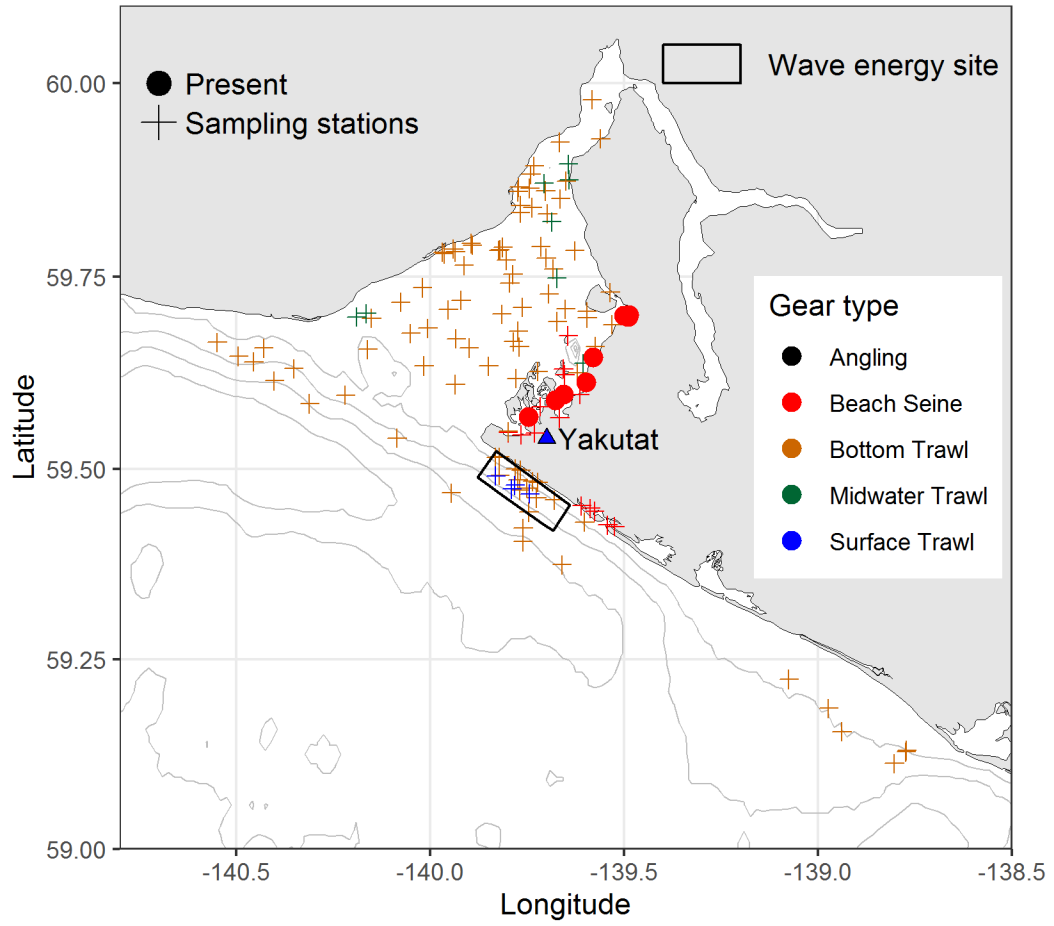 Present
Sampling stations
Wave energy site
Yakutat
Gear type
Angling
Beach Seine
Bottom Trawl
Midwater Trawl
Surface Trawl
Latitude
60.00
59.75
59.50
59.25
59.00
-140.5
-140.0
-139.5
-139.0
-138.5
Longitude